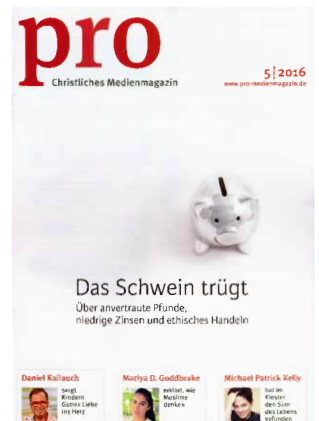 pro
Christliches Medienmagazin
5|2016
www.pro-medienmagazin.de
Das Schwein trügt
Über anvertraute Pfunde,
niedrige Zinsen und ethisches Handeln
Daniel Kallauch
singt
Kindern
Gottes Liebe
ins Herz
Mariya D. Goddbrake
erklärt, wie
Muslime
denken
Michael Patrick Kelly
hat im
Kloster
den Sinn
des Lebens
gefunden